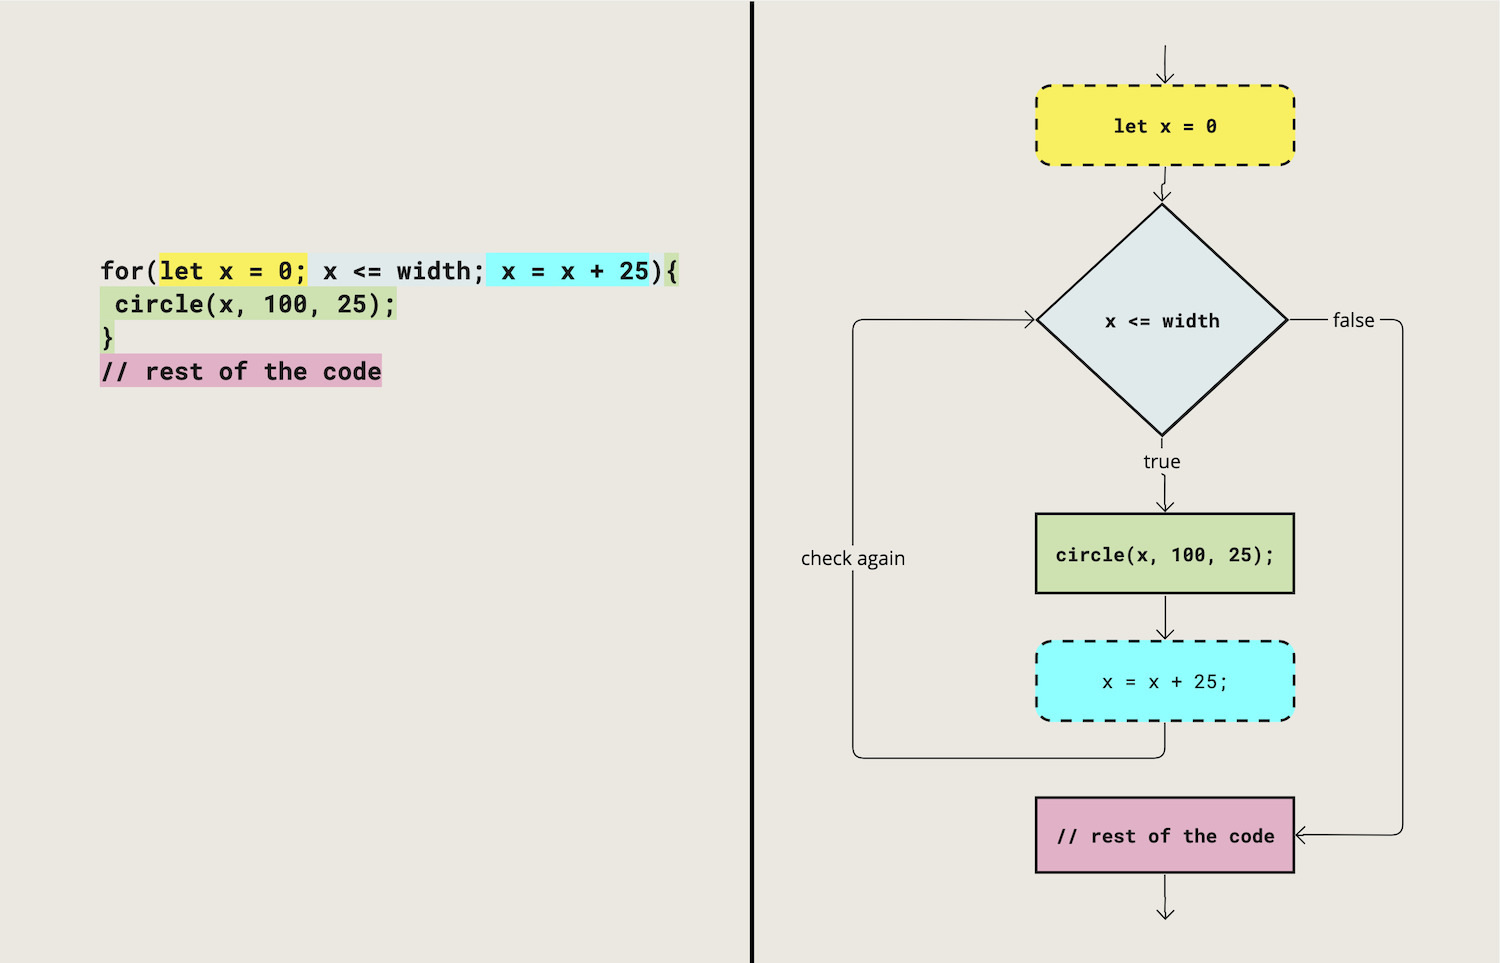 for(let x = 0; x <= width; x = x + 25){
 circle(x, 100, 25);
}
// rest of the code
let x = 0
x <= width
false
true
circle(x, 100, 25);
check again
x = x + 25;
// rest of the code